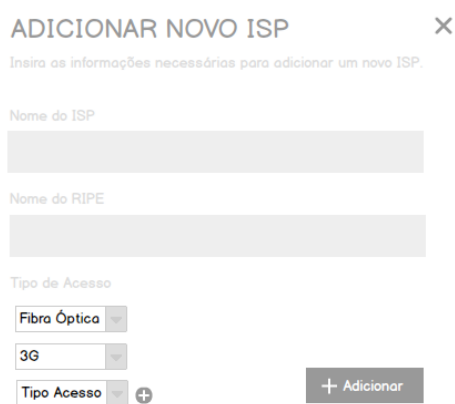 ADICIONAR NOVO ISP
Insira as informações necessárias para adicionar um novo ISP.
Nome do ISP
Nome do RIPE
Tipo de Acesso
Fibra Óptica
3G
Tipo Acesso
+ Adicionar